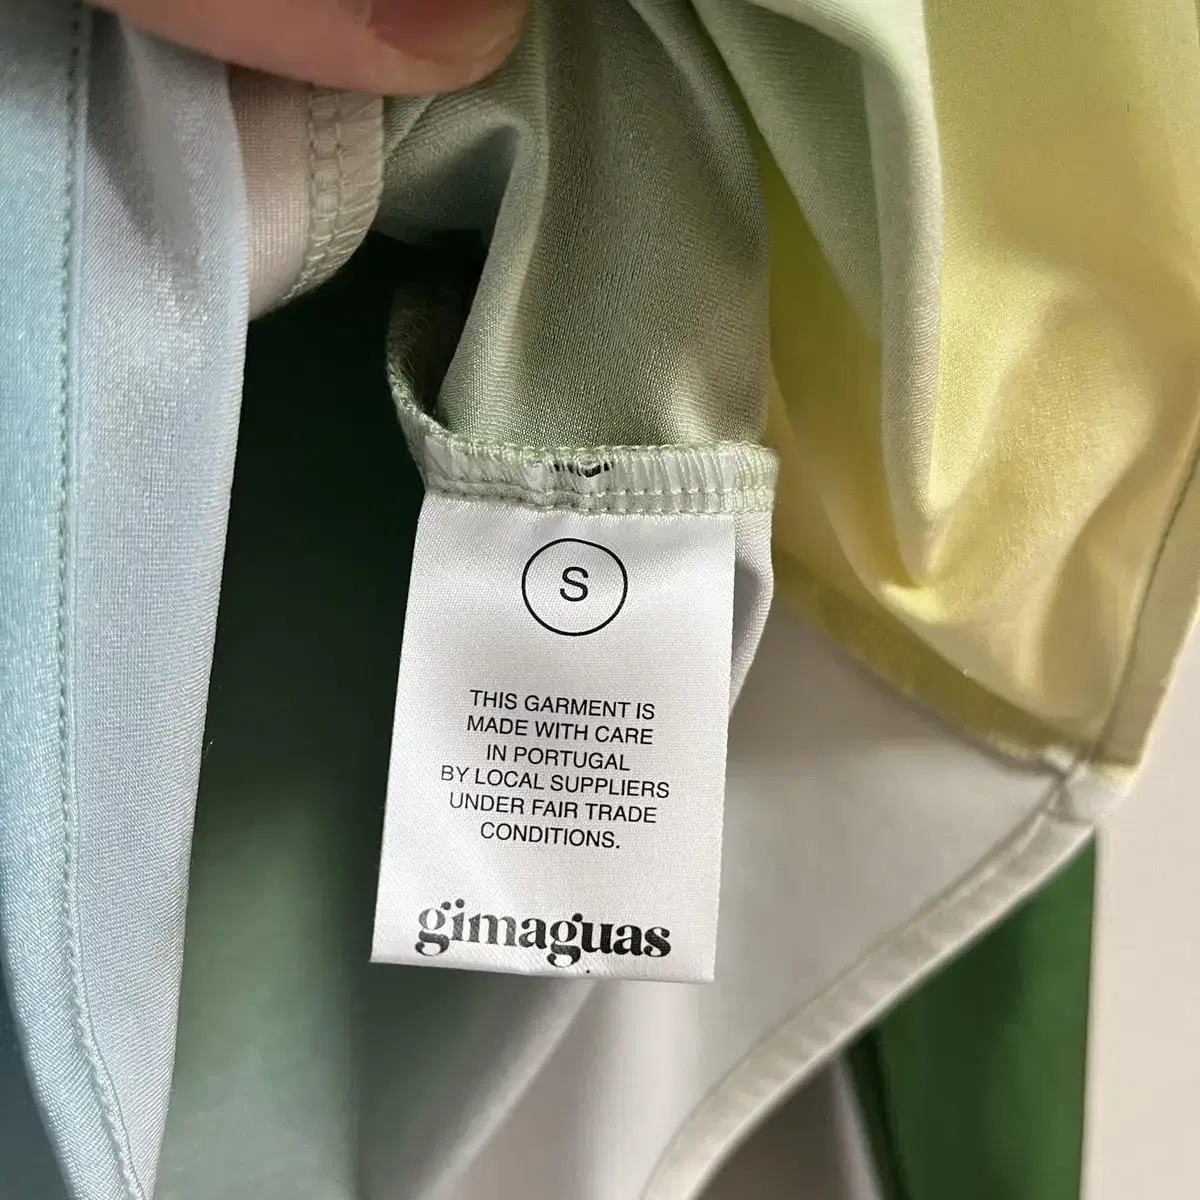 S
THIS GARMENT IS
MADE WITH CARE
IN PORTUGAL
BY LOCAL SUPPLIERS
UNDER FAIR TRADE
CONDITIONS.
gimaguas